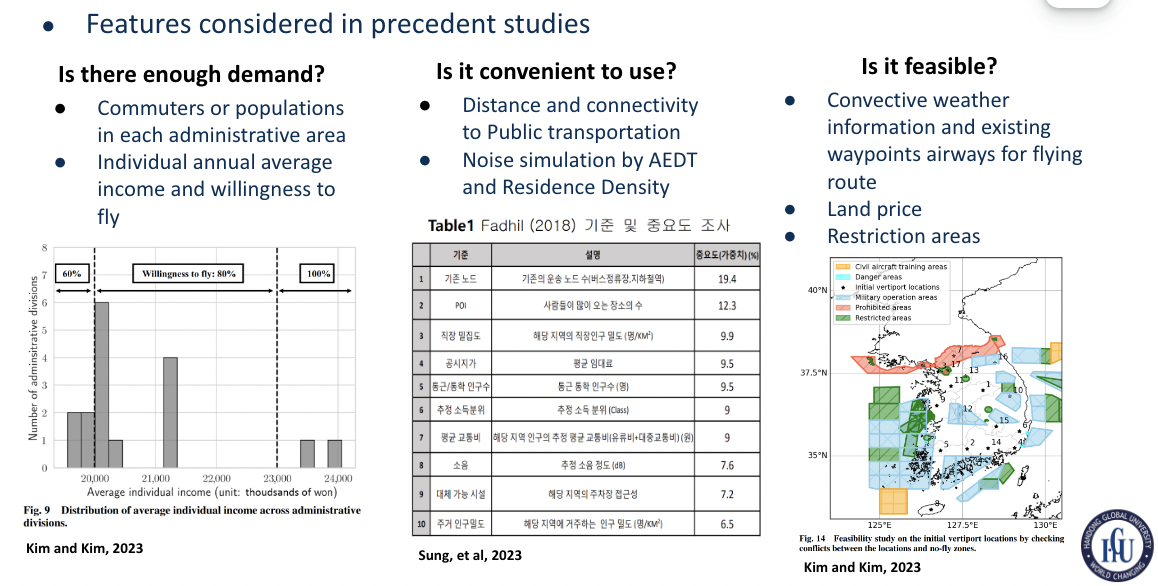 ● Features considered in precedent studies
Is there enough demand?
● Commuters or populations
in each administrative area
● Individual annual average
income and willingness to
fly
8
7
6
5
4
3
2
1
0
Number of administrative divisions
60%
Willingness to fly: 80%
100%
20,000 21,000 22,000 23,000 24,000
Average individual income (unit: thousands of won)
Fig. 9 Distribution of average individual income across administrative
divisions.
Kim and Kim, 2023
Is it convenient to use?
● Distance and connectivity
to Public transportation
● Noise simulation by AEDT
and Residence Density
Table1 Fadhil (2018) 기준 및 중요도 조사
기준 설명 중요도(가중치)(%)
1 기존 노드 기존의 운송 노드 수(버스정류장,지하철역) 19.4
2 POI 사람들이 많이 오는 장소의 수 12.3
3 직장 밀집도 해당 지역의 직장인구 밀도 (명/KM²) 9.9
4 공시지가 평균 임대료 9.5
5 통근/통학 인구수 통근 통학 인구수 (명) 9.5
6 추정 소득분위 추정 소득 분위 (Class) 9
7 평균 교통비 해당 지역 인구의 추정 평균 교통비(유류비+대중교통비) (원) 9
8 소음 추정 소음 정도 (dB) 7.6
9 대체 가능 시설 해당 지역의 주차장 접근성 7.2
10 주거 인구밀도 해당 지역에 거주하는 인구 밀도 (명/KM²) 6.5
Sung, et al, 2023
Is it feasible?
● Convective weather
information and existing
waypoints airways for flying
route
● Land price
● Restriction areas
Civil aircraft training areas
Danger areas
Initial vertiport locations
Military operation areas
Prohibited areas
Restricted areas
40°N
37.5°N
35°N
17
16
13
11
1
10
9
12
15
6
5
2
14
4
8
125°E 127.5°E 130°E
Fig. 14 Feasibility study on the initial vertiport locations by checking
conflicts between the locations and no-fly zones.
Kim and Kim, 2023
HANDONG GLOBAL UNIVERSITY
HGU
WORLD CHANGING